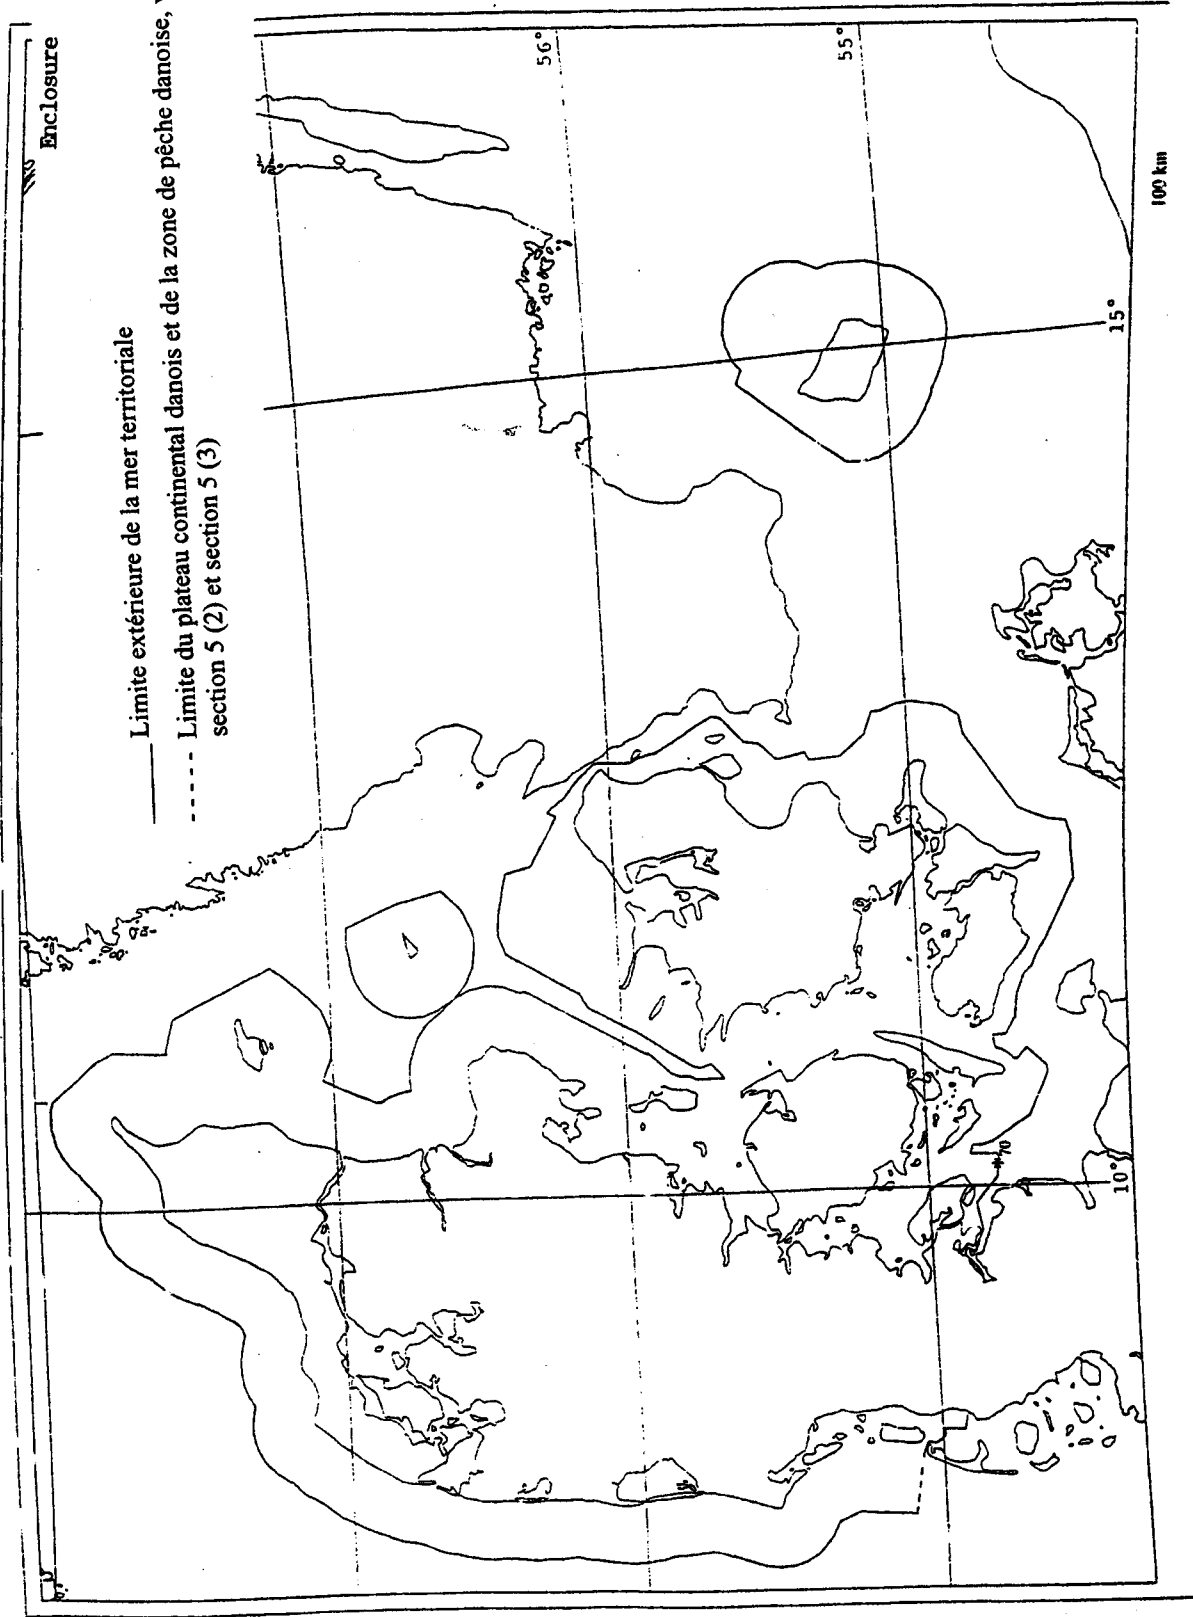 Enclosure
____ Limite extérieure de la mer territoriale
----- Limite du plateau continental danois et de la zone de pêche danoise,
section 5 (2) et section 5 (3)
56°
55°
15°
10°
100 km